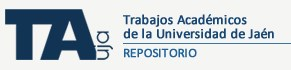 TA
uja
Trabajos Académicos
de la Universidad de Jaén
REPOSITORIO